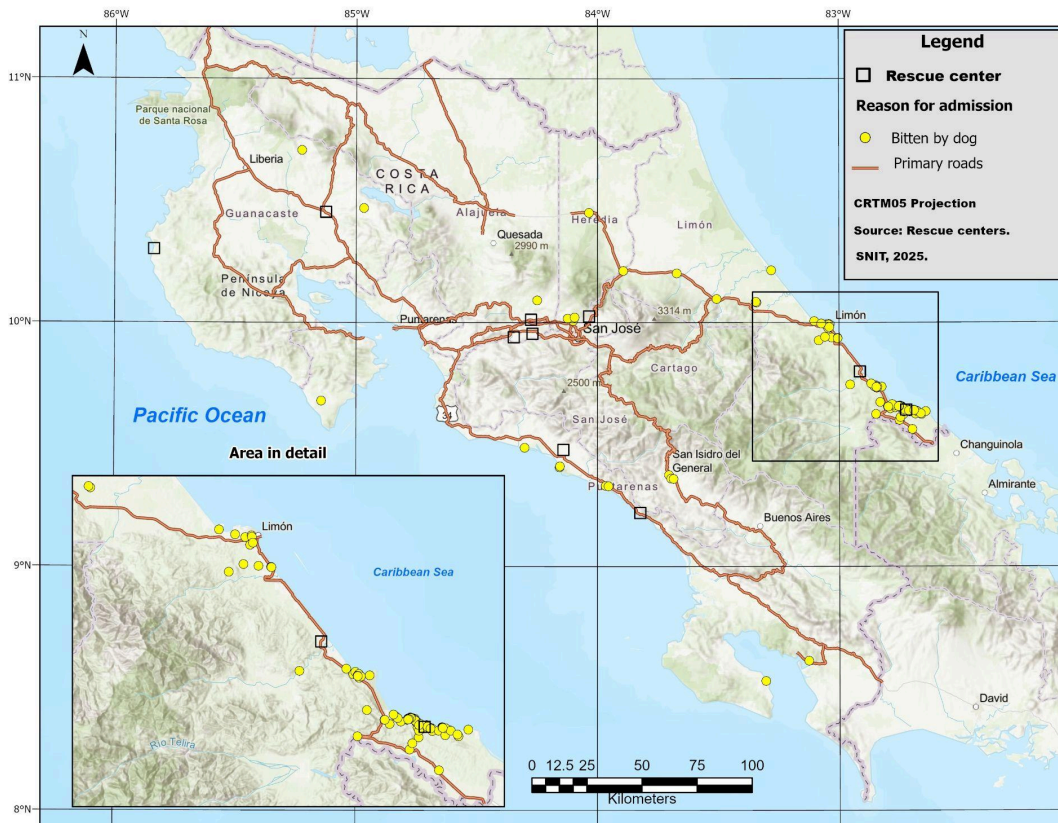 86°W
85°W
84°W
83°W
N
11°N
10°N
9°N
8°N
Legend
Rescue center
Reason for admission
Bitten by dog
Primary roads
CRTM05 Projection
Source: Rescue centers.
SNIT, 2025.
Parque nacional
de Santa Rosa
Liberia
COSTA
RICA
Guanacaste
Alajuela
Heredia
Limón
Quesada
2990 m
Península
de Nicoya
Puntarenas
3314 m
San José
Limón
Cartago
Caribbean Sea
2500 m
Pacific Ocean
34
San José
Area in detail
San Isidro del
General
Changuinola
Puntarenas
Almirante
Buenos Aires
Limón
Caribbean Sea
David
Río Telira
0 12.5 25 50 75 100
Kilometers